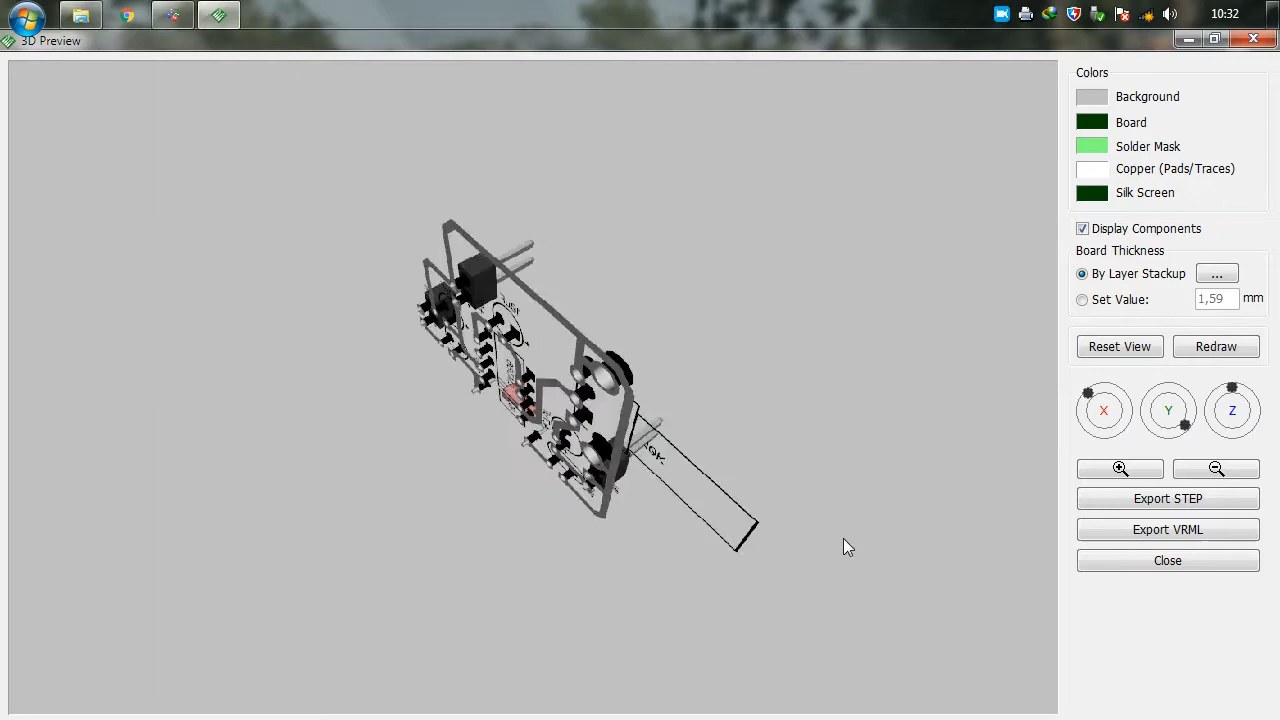 10:32
3D Preview
Colors
Background
Board
Solder Mask
Copper (Pads/Traces)
Silk Screen
Display Components
Board Thickness
By Layer Stackup
...
Set Value:
1,59
mm
Reset View
Redraw
X
Y
Z
Export STEP
Export VRML
Close